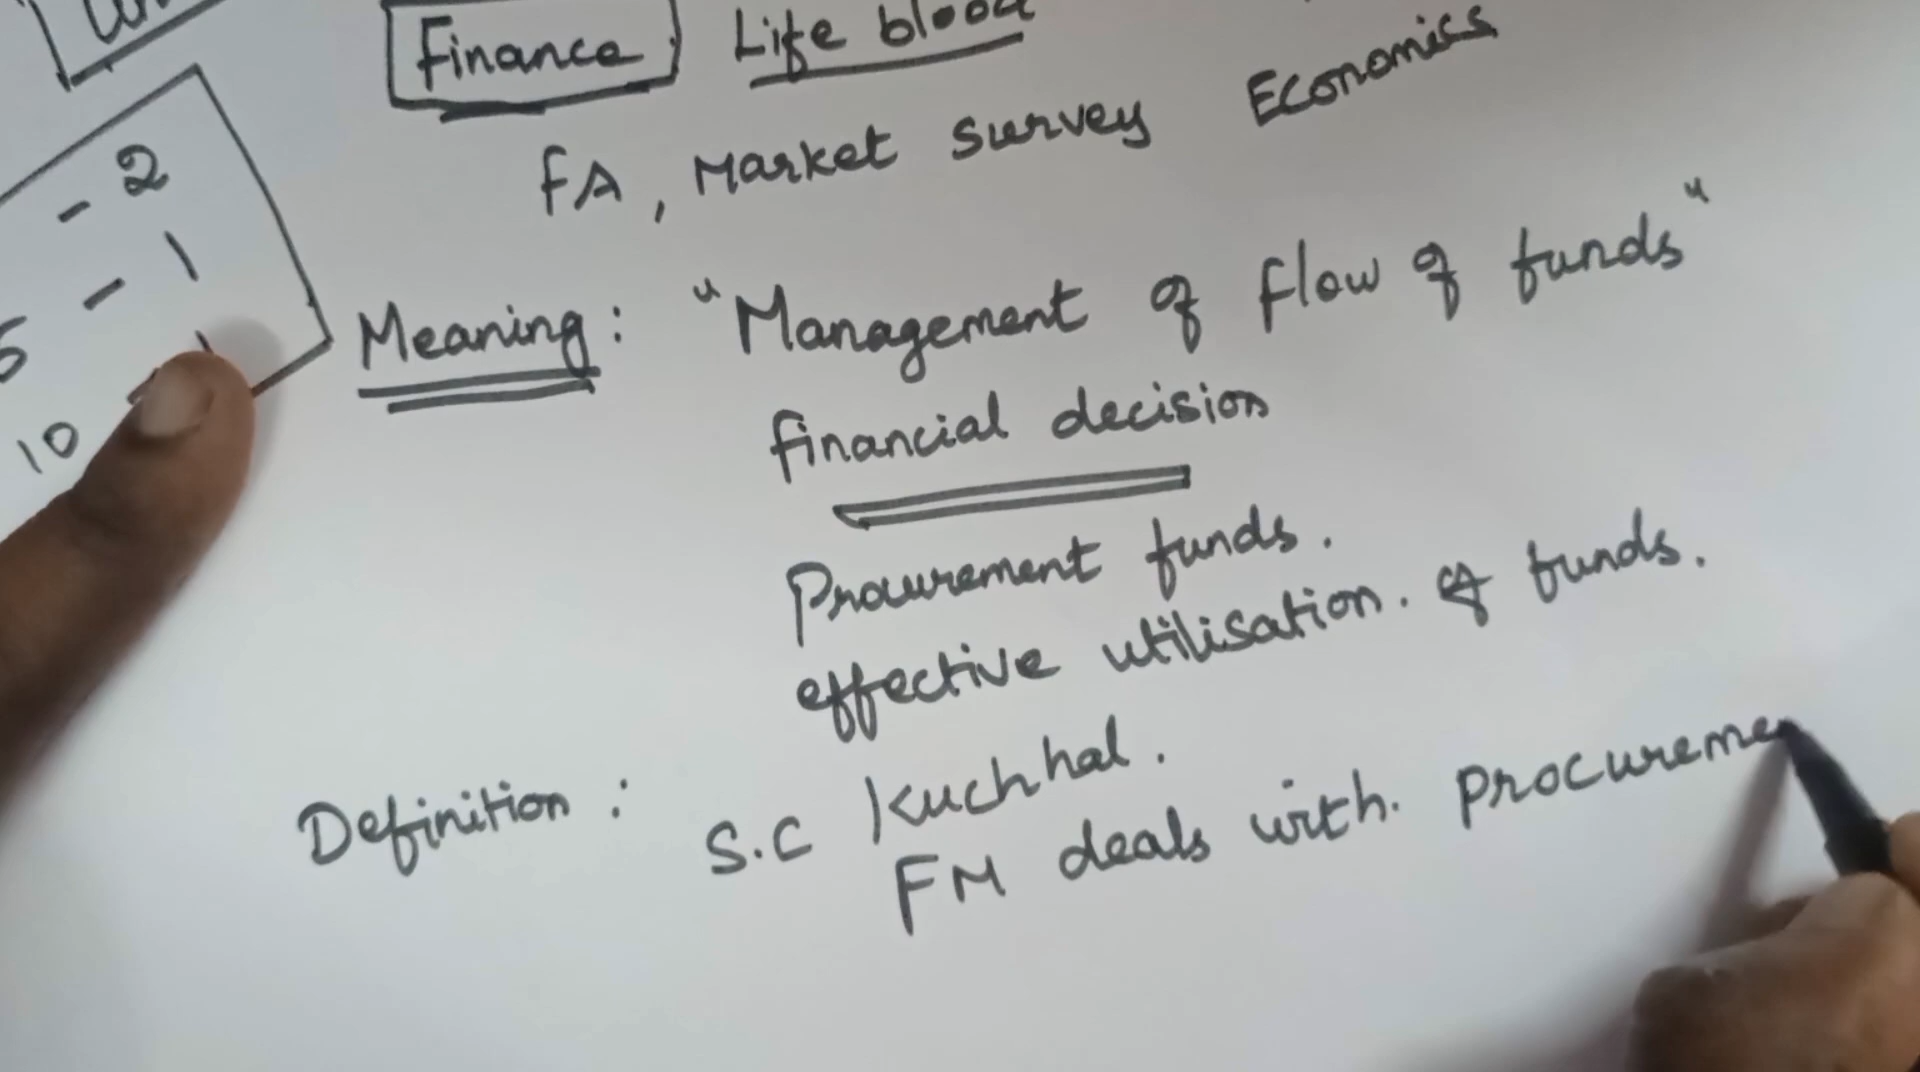 Finance Life blood
FA, Market survey Economics
- 2
- 1
5
10
Meaning: "Management of flow of funds"
financial decision
Procurement funds.
effective utilisation. of funds.
Definition: S.C Kuchhal.
FM deals with. procureme